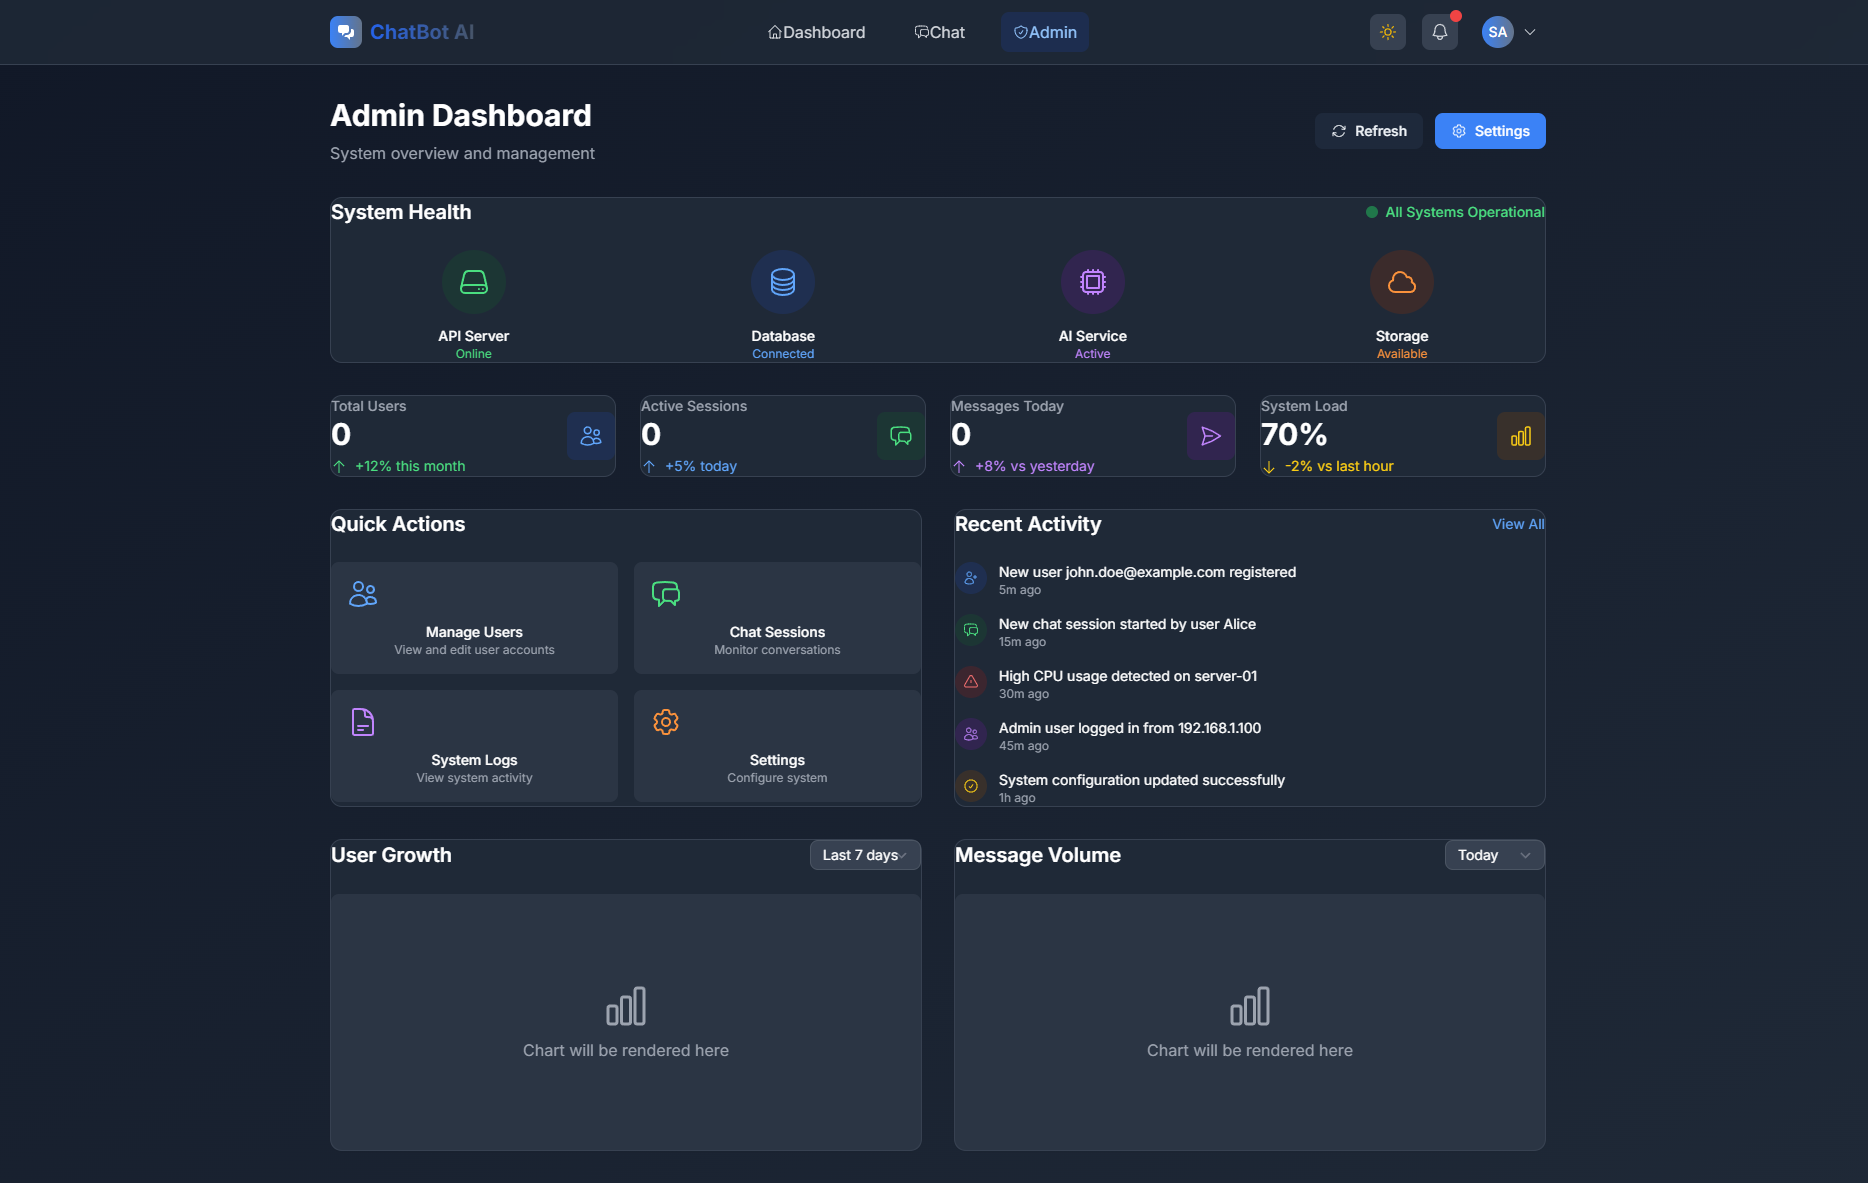 ChatBot AI
Dashboard
Chat
Admin
SA
Admin Dashboard
System overview and management
Refresh
Settings
System Health
All Systems Operational
API Server
Online
Database
Connected
AI Service
Active
Storage
Available
Total Users
0
+12% this month
Active Sessions
0
+5% today
Messages Today
0
+8% vs yesterday
System Load
70%
-2% vs last hour
Quick Actions
Manage Users
View and edit user accounts
Chat Sessions
Monitor conversations
System Logs
View system activity
Settings
Configure system
Recent Activity
View All
New user john.doe@example.com registered
5m ago
New chat session started by user Alice
15m ago
High CPU usage detected on server-01
30m ago
Admin user logged in from 192.168.1.100
45m ago
System configuration updated successfully
1h ago
User Growth
Last 7 days
Chart will be rendered here
Message Volume
Today
Chart will be rendered here